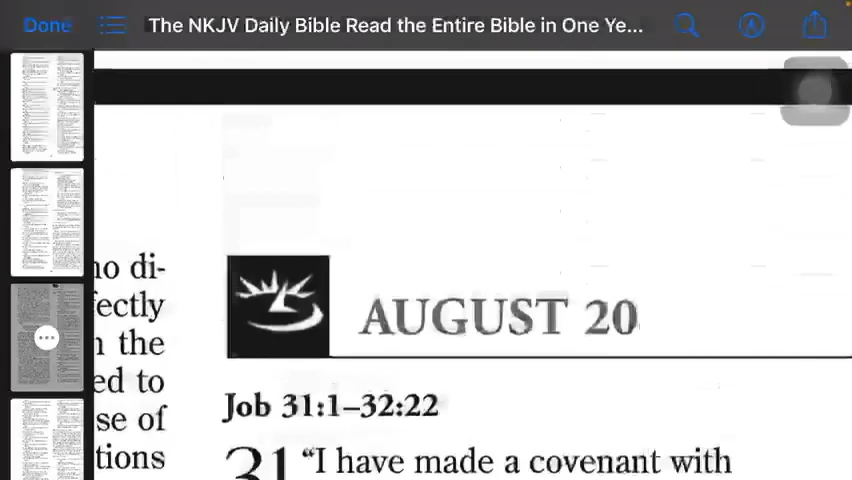 Done
The NKJV Daily Bible Read the Entire Bible in One Ye...
no di-
fectly
n the
ed to
se of
tions
AUGUST 20
Job 31:1–32:22
31 “I have made a covenant with